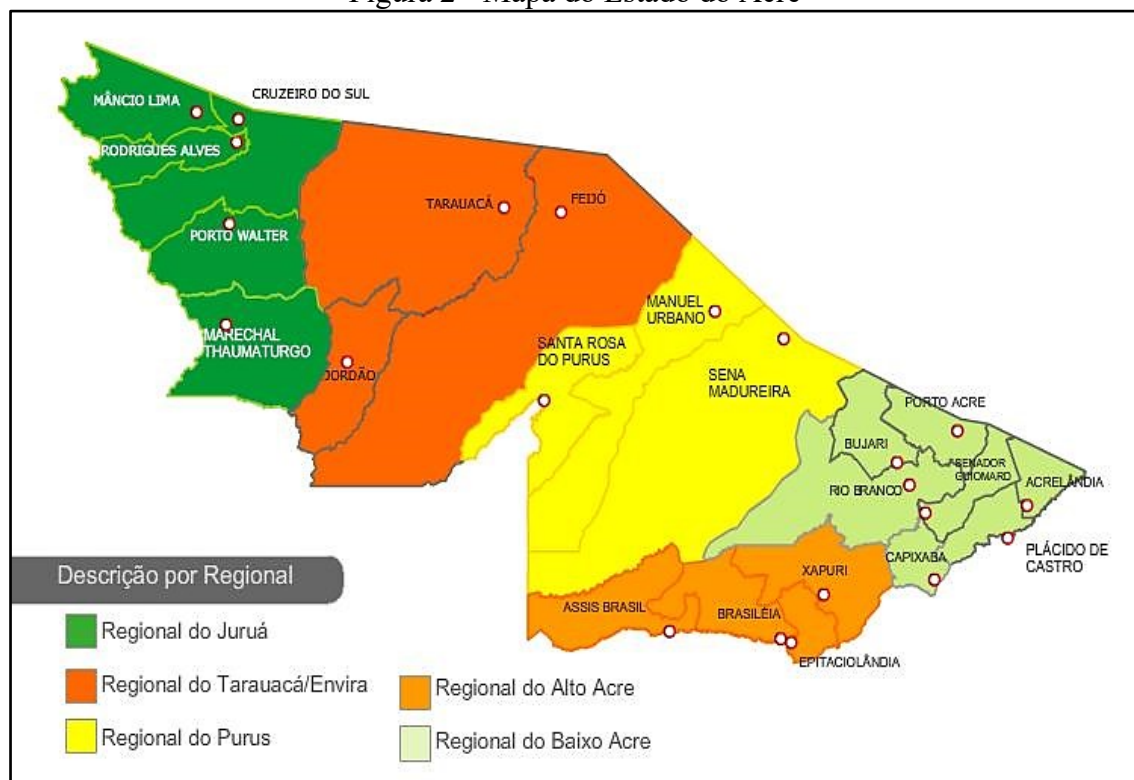 Figura 2 - Mapa do Estado do Acre
MÂNCIO LIMA
CRUZEIRO DO SUL
RODRIGUES ALVES
TARAUACÁ
FEIJÓ
PORTO WALTER
MARECHAL
THAUMATURGO
JORDÃO
MANUEL
URBANO
SANTA ROSA
DO PURUS
SENA
MADUREIRA
PORTO ACRE
BUJARI
SENADOR
GUIOMARD
ACRELÂNDIA
RIO BRANCO
PLÁCIDO DE
CASTRO
CAPIXABA
XAPURI
ASSIS BRASIL
BRASILÉIA
EPITACIOLÂNDIA
Descrição por Regional
Regional do Juruá
Regional do Tarauacá/Envira
Regional do Purus
Regional do Alto Acre
Regional do Baixo Acre